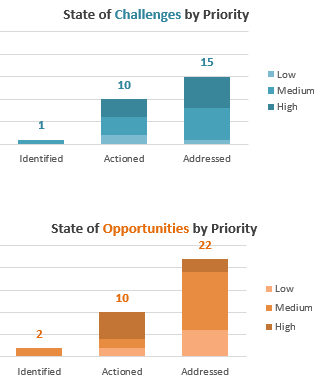 State of Challenges by Priority
15
10
1
Low
Medium
High
Identified Actioned Addressed
State of Opportunities by Priority
22
10
2
Low
Medium
High
Identified Actioned Addressed